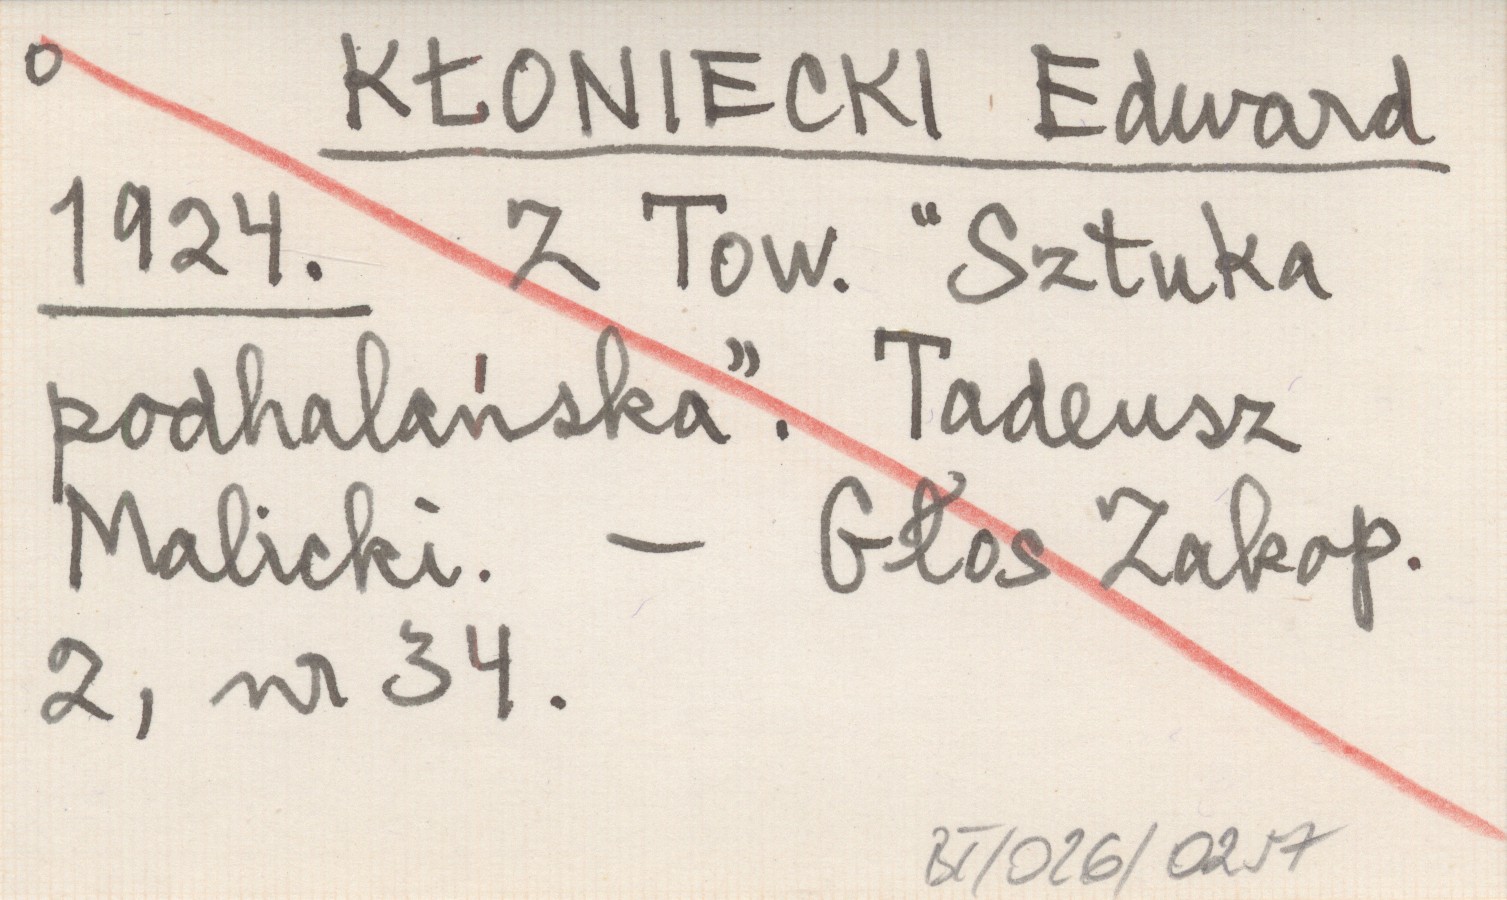 o KŁONIECKI Edward
1924. Z Tow. "Sztuka
podhalańska". Tadeusz
Malicki. — Głos Zakop.
2, nr 34.
BT/026/0257